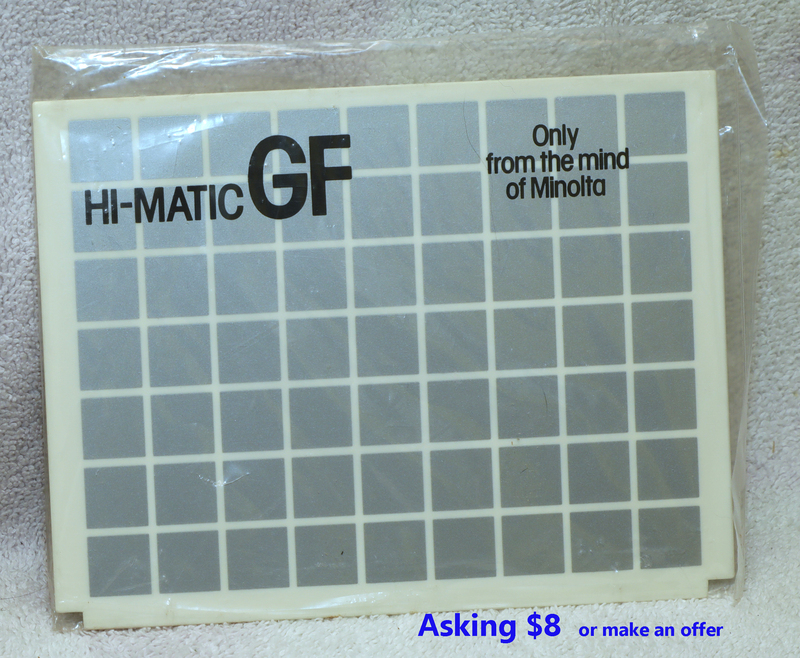 HI-MATIC GF
Only
from the mind
of Minolta
Asking $8 or make an offer